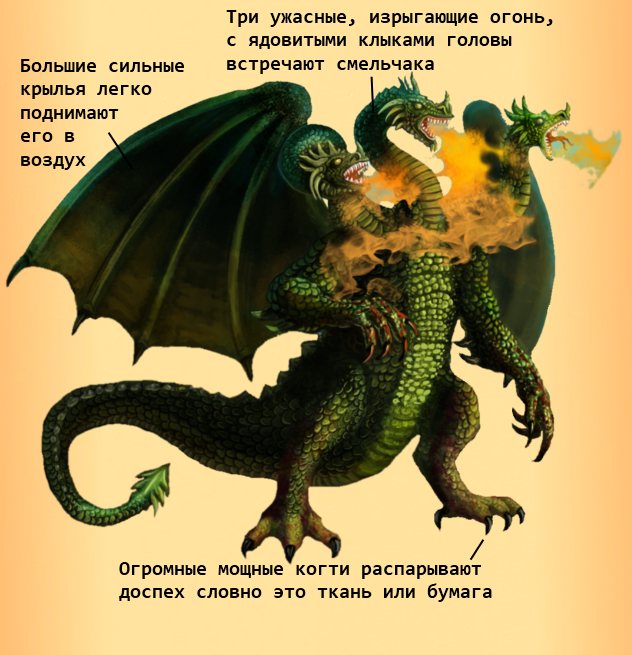 Три ужасные, изрыгающие огонь,
с ядовитыми клыками головы
встречают смельчака
Большие сильные
крылья легко
поднимают
его в
воздух
Огромные мощные когти распарывают
доспех словно это ткань или бумага